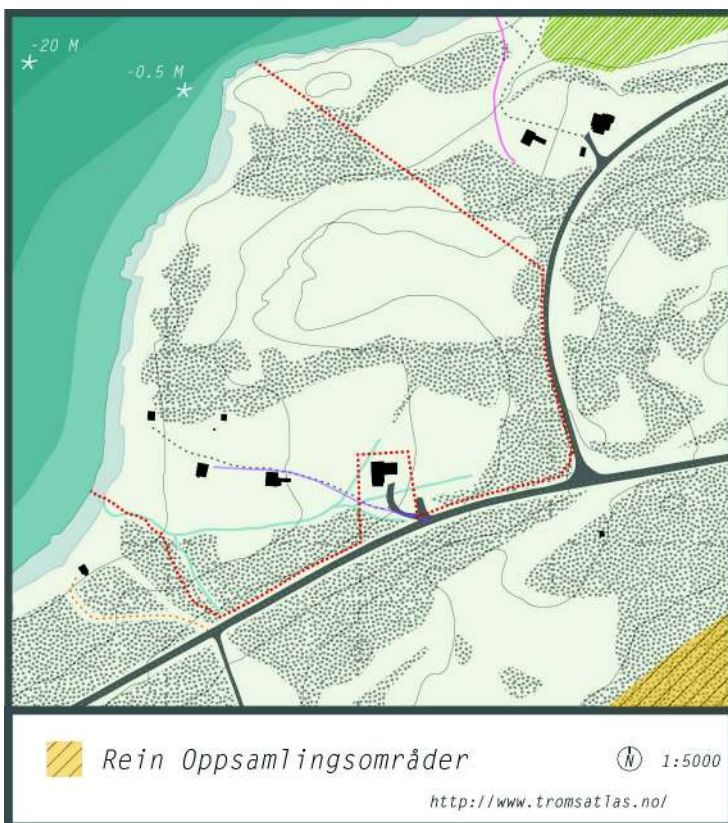 -20 M
-0.5 M
Rein Oppsamlingsområder
N 1:5000
http://www.tromsatlas.no/